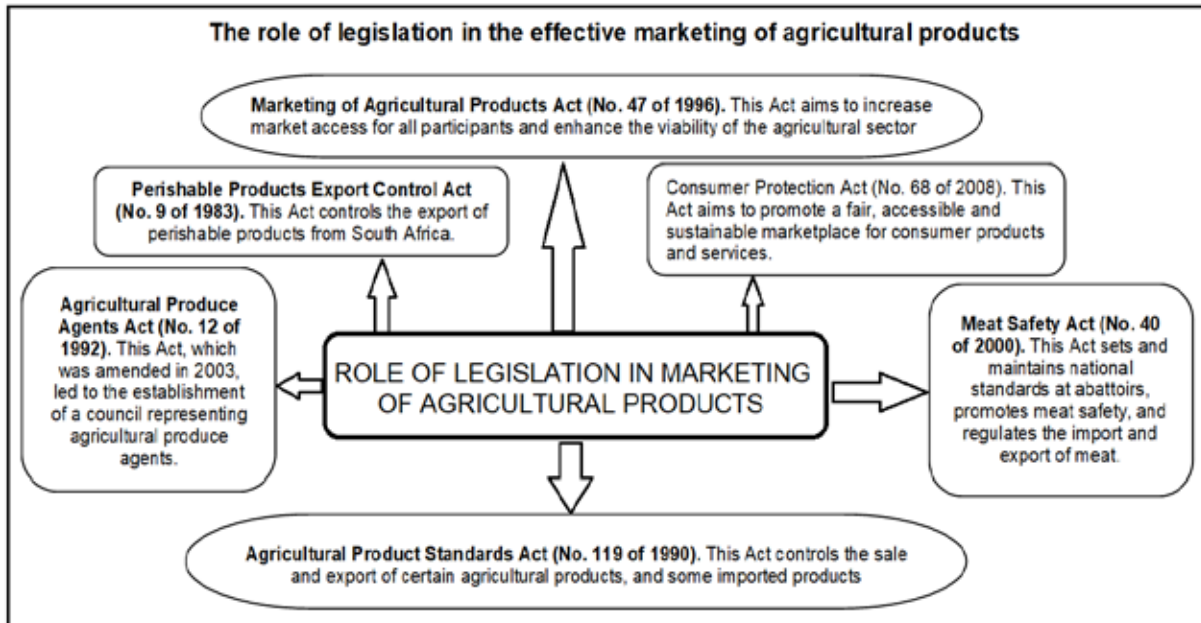 The role of legislation in the effective marketing of agricultural products
Marketing of Agricultural Products Act (No. 47 of 1996). This Act aims to increase
market access for all participants and enhance the viability of the agricultural sector
Perishable Products Export Control Act
(No. 9 of 1983). This Act controls the export of
perishable products from South Africa.
Consumer Protection Act (No. 68 of 2008). This
Act aims to promote a fair, accessible and
sustainable marketplace for consumer products
and services.
Agricultural Produce
Agents Act (No. 12 of
1992). This Act, which
was amended in 2003,
led to the establishment
of a council representing
agricultural produce
agents.
ROLE OF LEGISLATION IN MARKETING
OF AGRICULTURAL PRODUCTS
Meat Safety Act (No. 40
of 2000). This Act sets and
maintains national
standards at abattoirs,
promotes meat safety, and
regulates the import and
export of meat.
Agricultural Product Standards Act (No. 119 of 1990). This Act controls the sale
and export of certain agricultural products, and some imported products